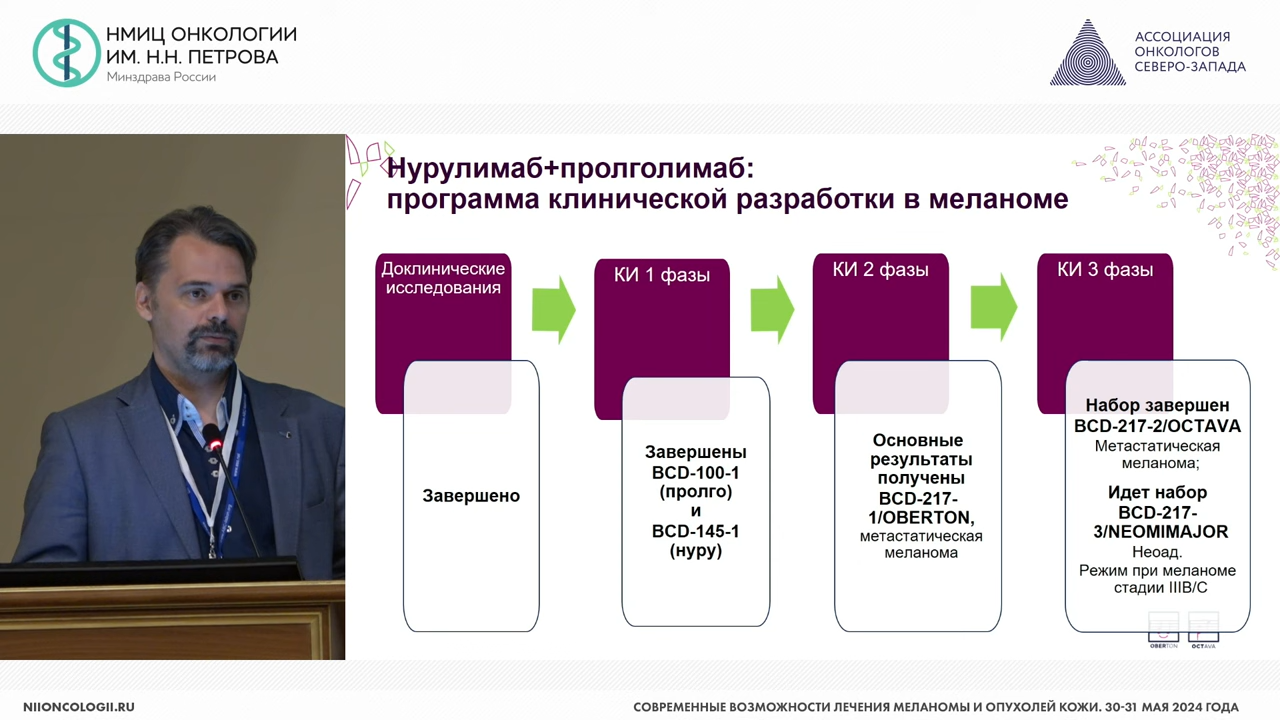 НМИЦ ОНКОЛОГИИ
ИМ. Н.Н. ПЕТРОВА
Минздрава России
АССОЦИАЦИЯ
ОНКОЛОГОВ
СЕВЕРО-ЗАПАДА
Нурулимаб+пролголимаб:
программа клинической разработки в меланоме
Доклинические
исследования
Завершено
КИ 1 фазы
Завершены
BCD-100-1
(пролго)
и
BCD-145-1
(нуру)
КИ 2 фазы
Основные
результаты
получены
BCD-217-
1/OBERTON,
метастатическая
меланома
КИ 3 фазы
Набор завершен
BCD-217-2/OCTAVA
Метастатическая
меланома;
Идет набор
BCD-217-
3/NEOMIMAJOR
Неоад.
Режим при меланоме
стадии IIIB/C
OBERTON
OCTAVA
NIIONCOLOGII.RU
СОВРЕМЕННЫЕ ВОЗМОЖНОСТИ ЛЕЧЕНИЯ МЕЛАНОМЫ И ОПУХОЛЕЙ КОЖИ. 30-31 МАЯ 2024 ГОДА